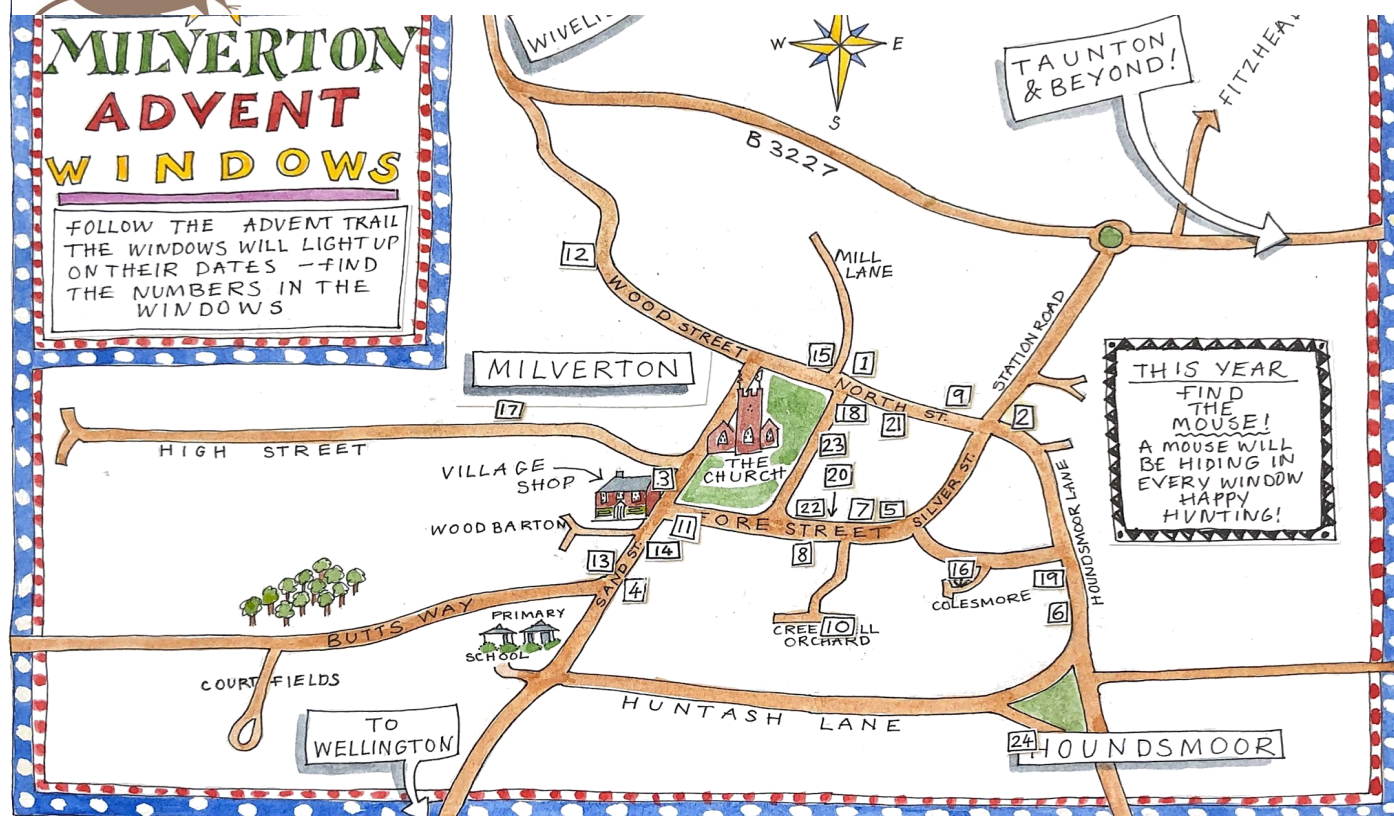 MILVERTON
ADVENT
WINDOWS
FOLLOW THE ADVENT TRAIL
THE WINDOWS WILL LIGHT UP
ON THEIR DATES - FIND
THE NUMBERS IN THE
WINDOWS
W
E
S
TAUNTON
& BEYOND!
B 3227
12
MILL
LANE
WOOD STREET
STATION ROAD
15
1
MILVERTON
THIS YEAR
FIND
THE
MOUSE!
A MOUSE WILL
BE HIDING IN
EVERY WINDOW
HAPPY
HUNTING!
17
NORTH ST.
9
2
18
21
HIGH STREET
23
VILLAGE
SHOP
3
THE
CHURCH
20
SILVER ST.
HOUNDSMOOR LANE
22
7
5
WOOD BARTON
11
FORE STREET
14
8
13
SAND ST.
4
16
19
COLESMORE
6
BUTTS WAY
PRIMARY
SCHOOL
10
ORCHARD
COURT FIELDS
HUNTASH LANE
TO
WELLINGTON
24
HOUNDSMOOR